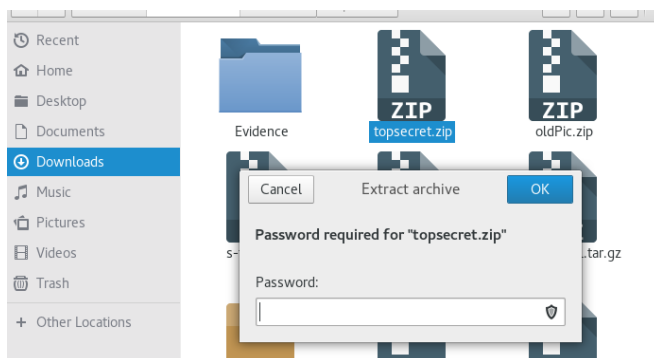 Recent
Home
Desktop
Documents
Downloads
Music
Pictures
Videos
Trash
+ Other Locations
ZIP
ZIP
Evidence
topsecret.zip
oldPic.zip
Cancel
Extract archive
OK
Password required for "topsecret.zip"
s-
.tar.gz
Password: